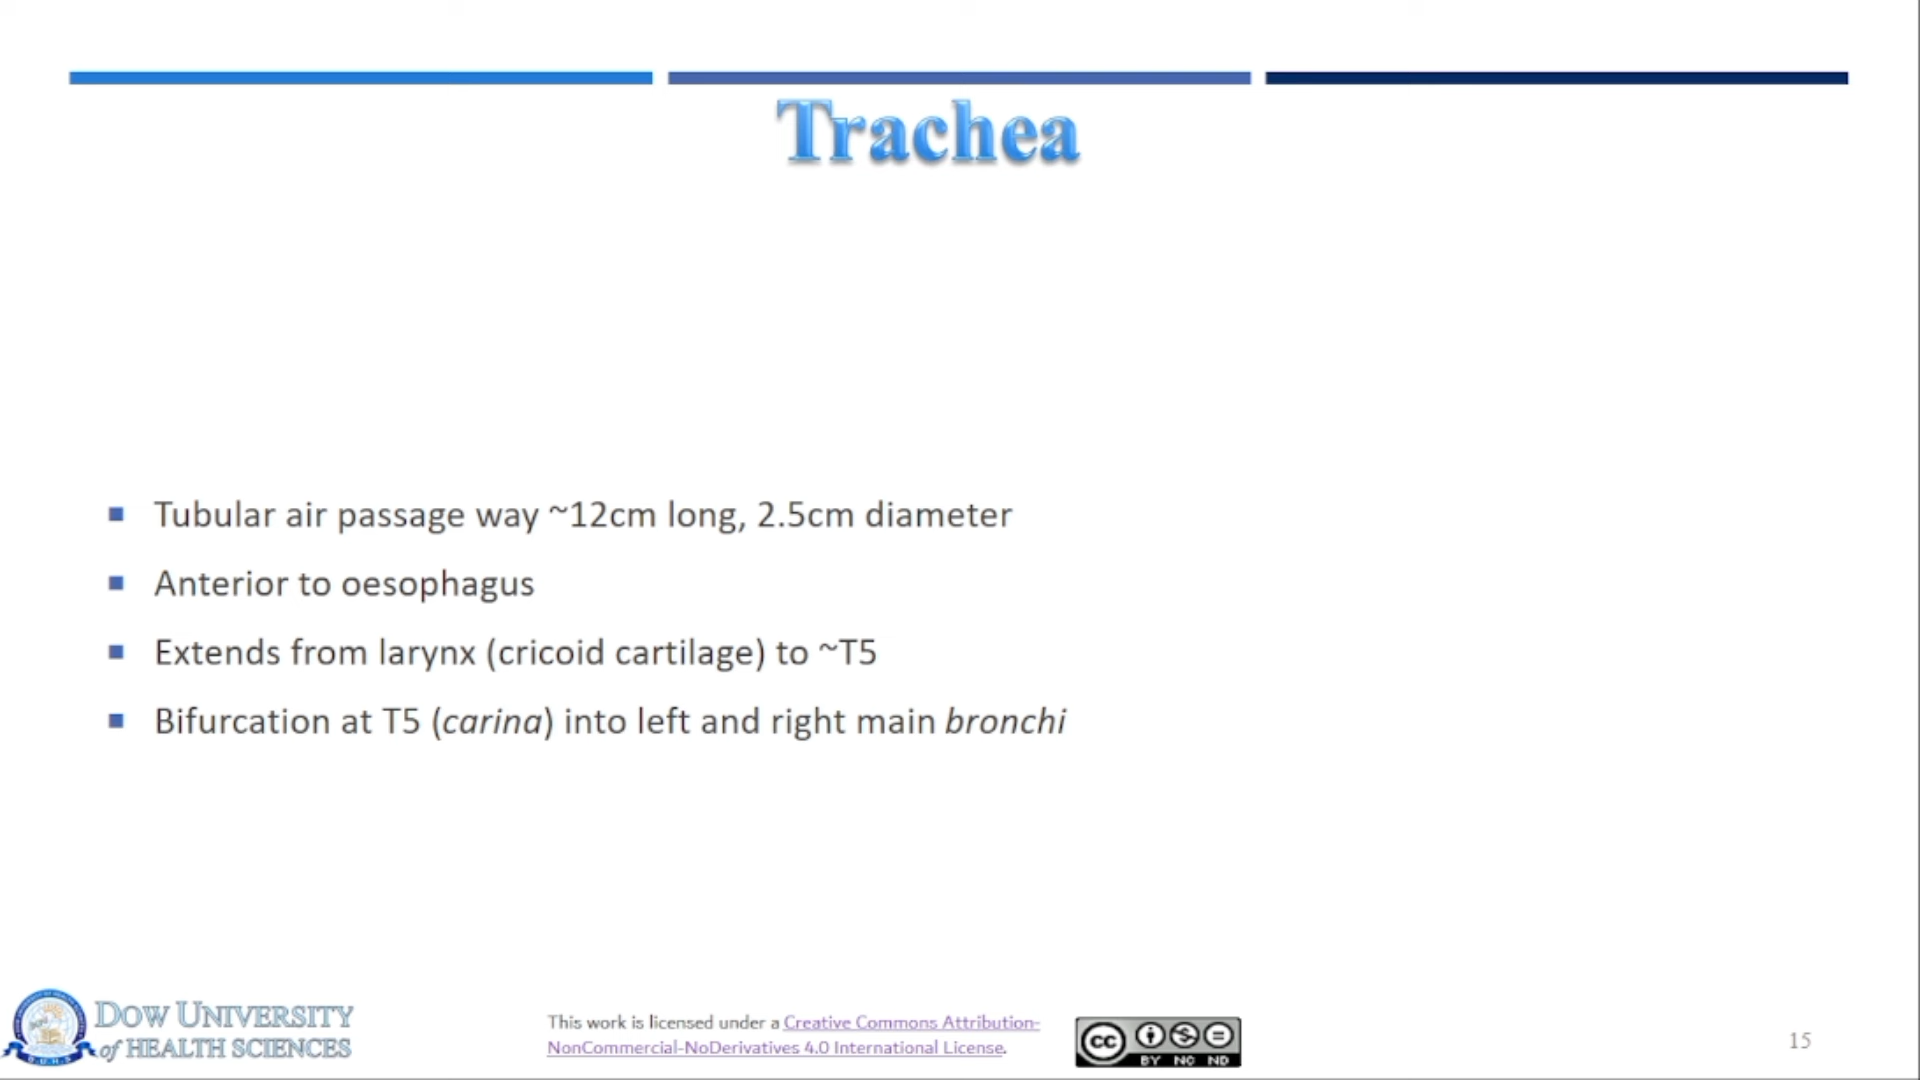 Trachea
Tubular air passage way ~12cm long, 2.5cm diameter
Anterior to oesophagus
Extends from larynx (cricoid cartilage) to ~T5
Bifurcation at T5 (carina) into left and right main bronchi
DOW UNIVERSITY
of HEALTH SCIENCES
This work is licensed under a Creative Commons Attribution-
NonCommercial-NoDerivatives 4.0 International License.
CC
BY NC ND
15